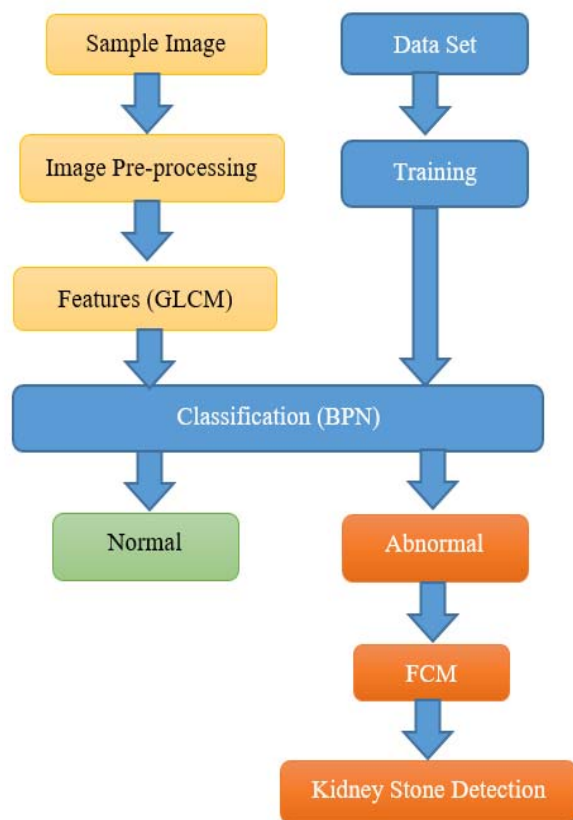 Sample Image
Data Set
Image Pre-processing
Training
Features (GLCM)
Classification (BPN)
Normal
Abnormal
FCM
Kidney Stone Detection